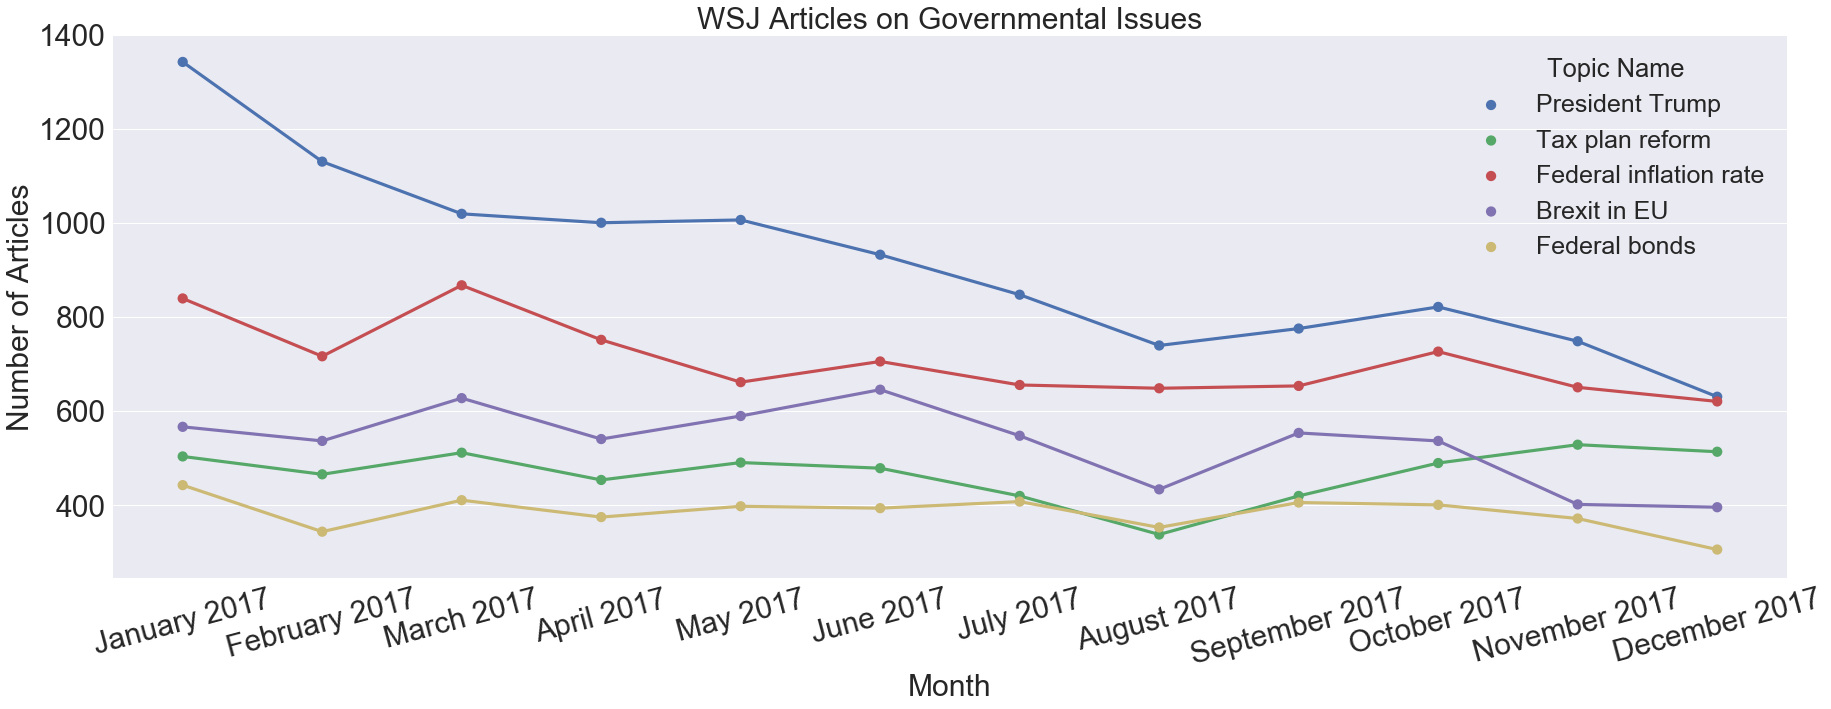 WSJ Articles on Governmental Issues
1400
1200
1000
800
600
400
Number of Articles
Topic Name
President Trump
Tax plan reform
Federal inflation rate
Brexit in EU
Federal bonds
January 2017
February 2017
March 2017
April 2017
May 2017
June 2017
July 2017
August 2017
September 2017
October 2017
November 2017
December 2017
Month